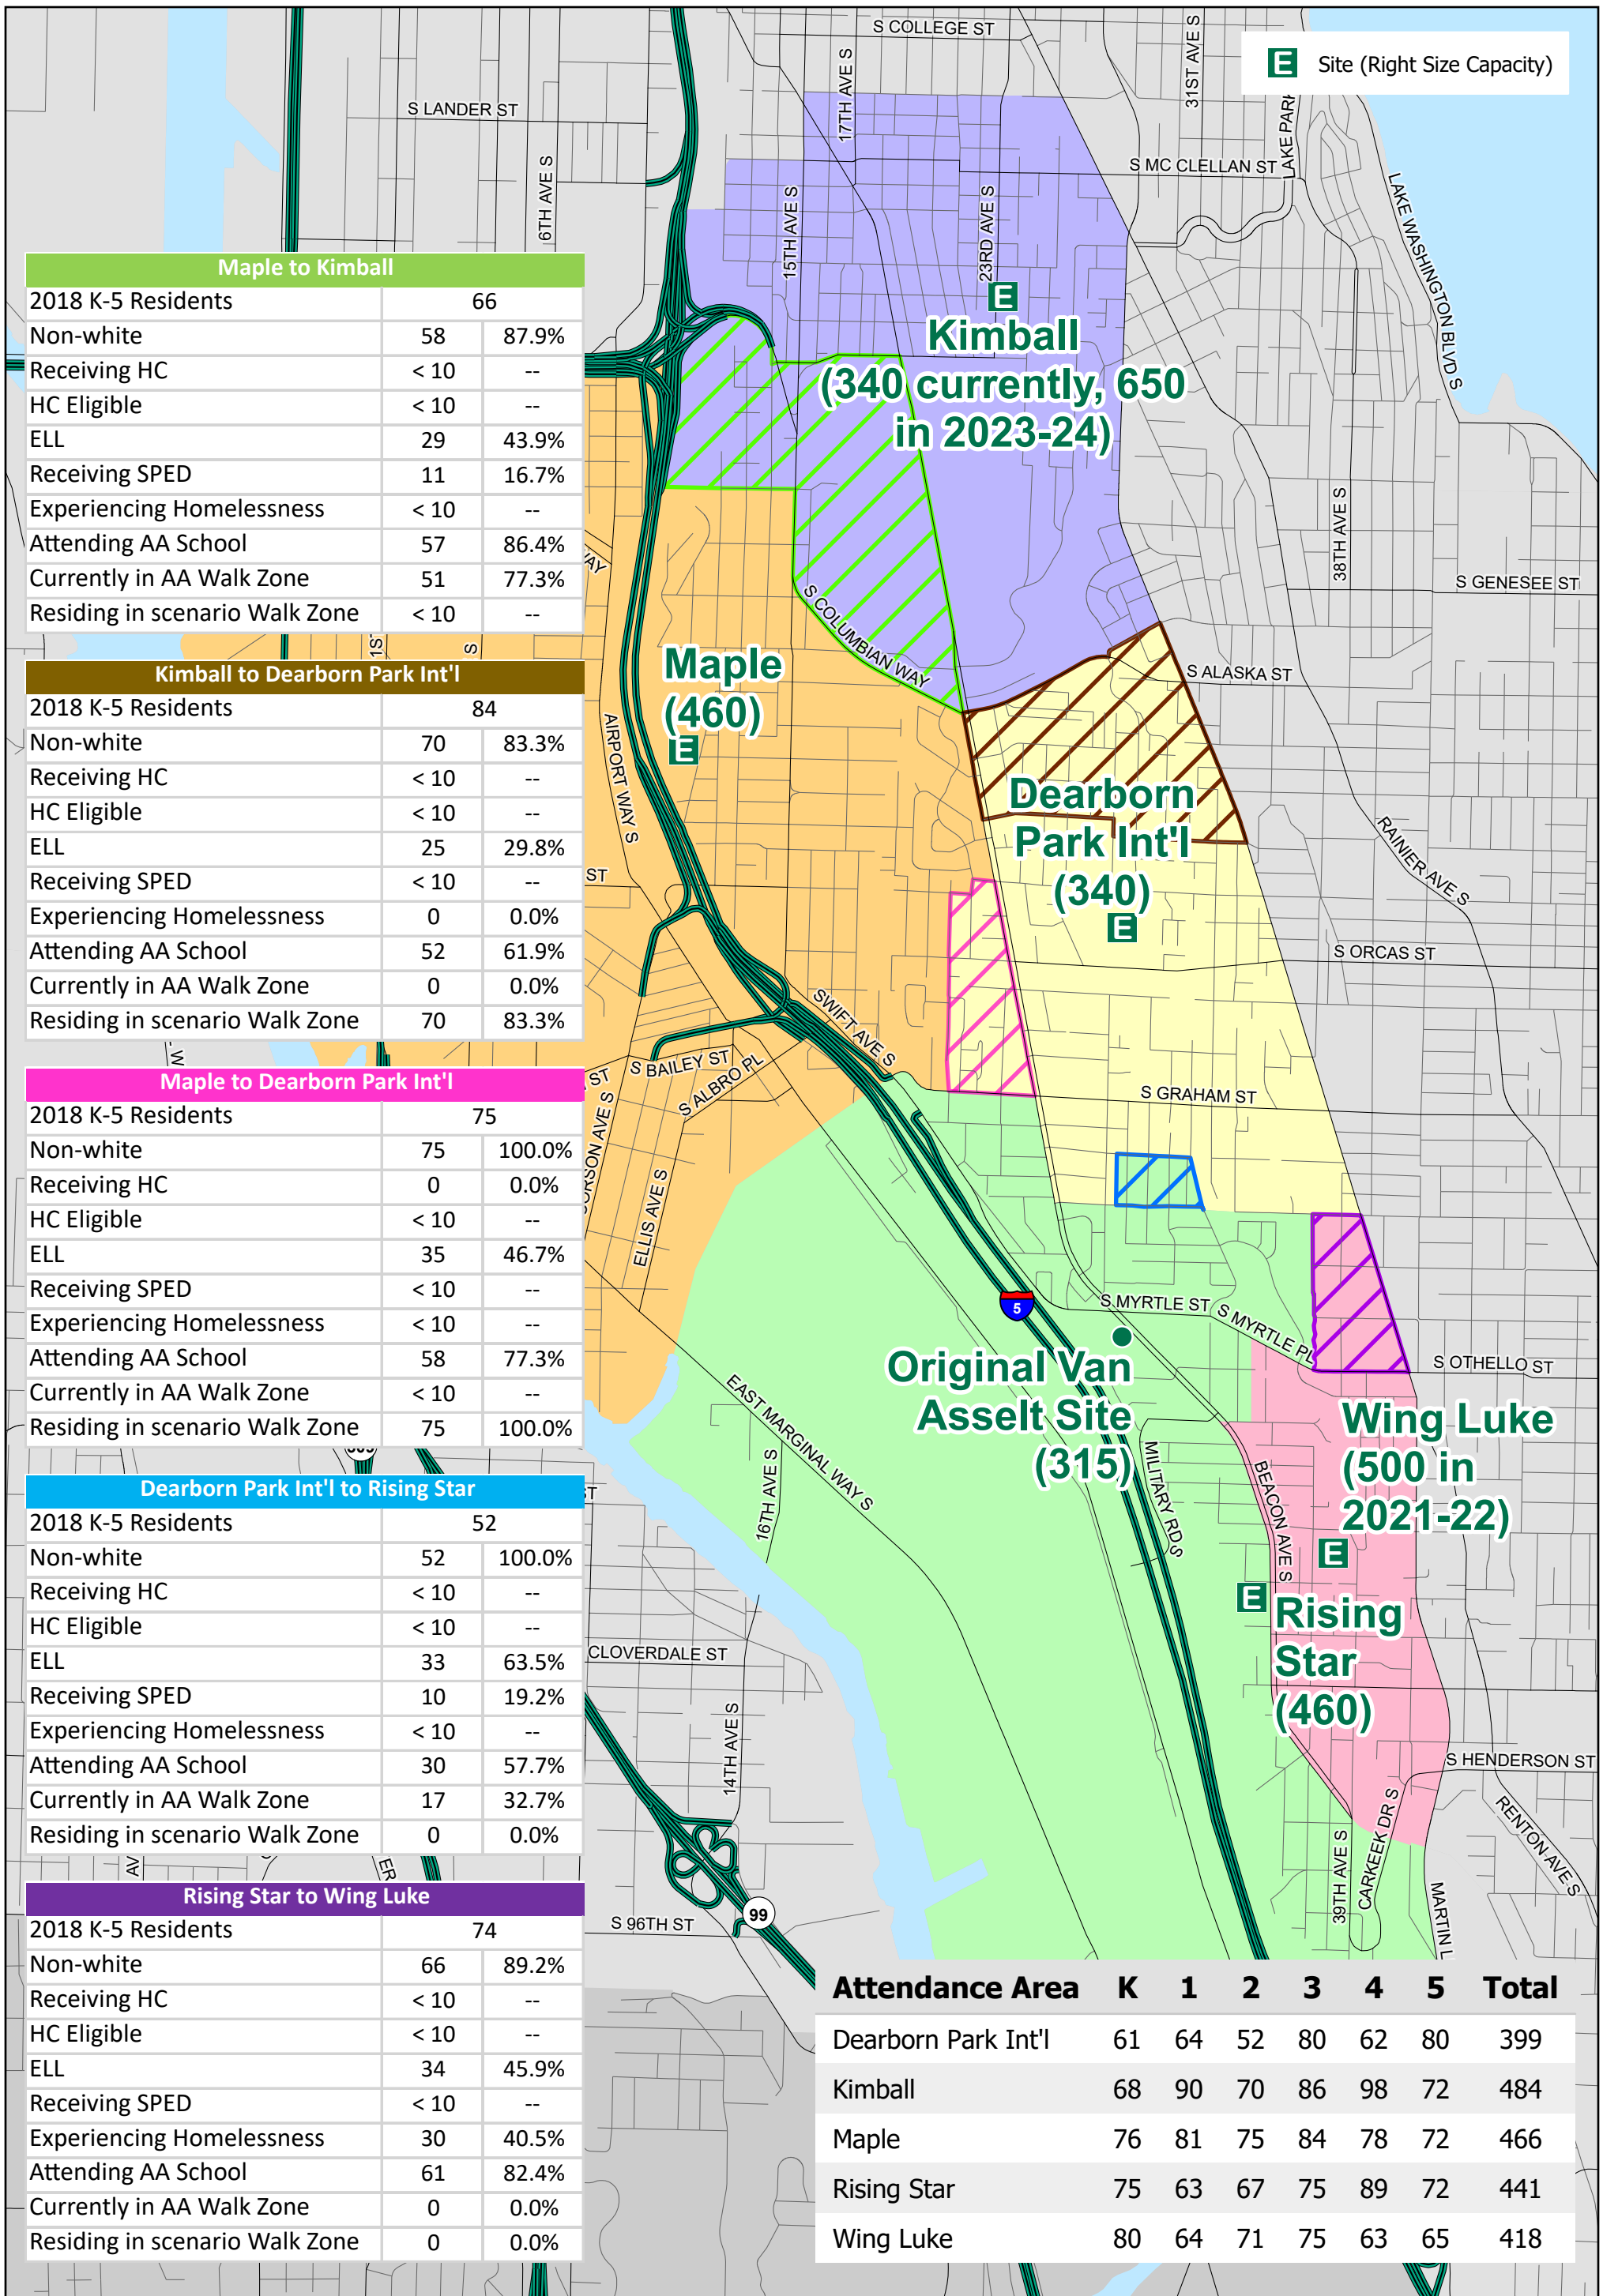 S COLLEGE ST
17TH AVE S
31ST AVE S
E Site (Right Size Capacity)
S LANDER ST
6TH AVE S
S MC CLELLAN ST
LAKE PARK
LAKE WASHINGTON BLVD S
15TH AVE S
23RD AVE S
E
Kimball
(340 currently, 650
in 2023-24)
Maple to Kimball
2018 K-5 Residents 66
Non-white 58 87.9%
Receiving HC < 10 --
HC Eligible < 10 --
ELL 29 43.9%
Receiving SPED 11 16.7%
Experiencing Homelessness < 10 --
Attending AA School 57 86.4%
Currently in AA Walk Zone 51 77.3%
Residing in scenario Walk Zone < 10 --
38TH AVE S
S GENESEE ST
S COLUMBIAN WAY
S ALASKA ST
WAY
1ST
S
Maple
(460)
E
AIRPORT WAY S
Kimball to Dearborn Park Int'l
2018 K-5 Residents 84
Non-white 70 83.3%
Receiving HC < 10 --
HC Eligible < 10 --
ELL 25 29.8%
Receiving SPED < 10 --
Experiencing Homelessness 0 0.0%
Attending AA School 52 61.9%
Currently in AA Walk Zone 0 0.0%
Residing in scenario Walk Zone 70 83.3%
Dearborn
Park Int'l
(340)
E
RAINIER AVE S
ST
S ORCAS ST
SWIFT AVE S
W
S BAILEY ST
S ALBRO PL
ST
S GRAHAM ST
ORSON AVE S
ELLIS AVE S
Maple to Dearborn Park Int'l
2018 K-5 Residents 75
Non-white 75 100.0%
Receiving HC 0 0.0%
HC Eligible < 10 --
ELL 35 46.7%
Receiving SPED < 10 --
Experiencing Homelessness < 10 --
Attending AA School 58 77.3%
Currently in AA Walk Zone < 10 --
Residing in scenario Walk Zone 75 100.0%
5
S MYRTLE ST
S MYRTLE PL
S OTHELLO ST
Original Van
Asselt Site
(315)
EAST MARGINAL WAY S
16TH AVE S
MILITARY RD S
BEACON AVE S
Wing Luke
(500 in
2021-22)
E
E
Rising
Star
(460)
ST
Dearborn Park Int'l to Rising Star
2018 K-5 Residents 52
Non-white 52 100.0%
Receiving HC < 10 --
HC Eligible < 10 --
ELL 33 63.5%
Receiving SPED 10 19.2%
Experiencing Homelessness < 10 --
Attending AA School 30 57.7%
Currently in AA Walk Zone 17 32.7%
Residing in scenario Walk Zone 0 0.0%
CLOVERDALE ST
14TH AVE S
S HENDERSON ST
RENTON AVE S
39TH AVE S
CARKEEK DR S
MARTIN L
AV
ER
S 96TH ST
99
Rising Star to Wing Luke
2018 K-5 Residents 74
Non-white 66 89.2%
Receiving HC < 10 --
HC Eligible < 10 --
ELL 34 45.9%
Receiving SPED < 10 --
Experiencing Homelessness 30 40.5%
Attending AA School 61 82.4%
Currently in AA Walk Zone 0 0.0%
Residing in scenario Walk Zone 0 0.0%
Attendance Area K 1 2 3 4 5 Total
Dearborn Park Int'l 61 64 52 80 62 80 399
Kimball 68 90 70 86 98 72 484
Maple 76 81 75 84 78 72 466
Rising Star 75 63 67 75 89 72 441
Wing Luke 80 64 71 75 63 65 418